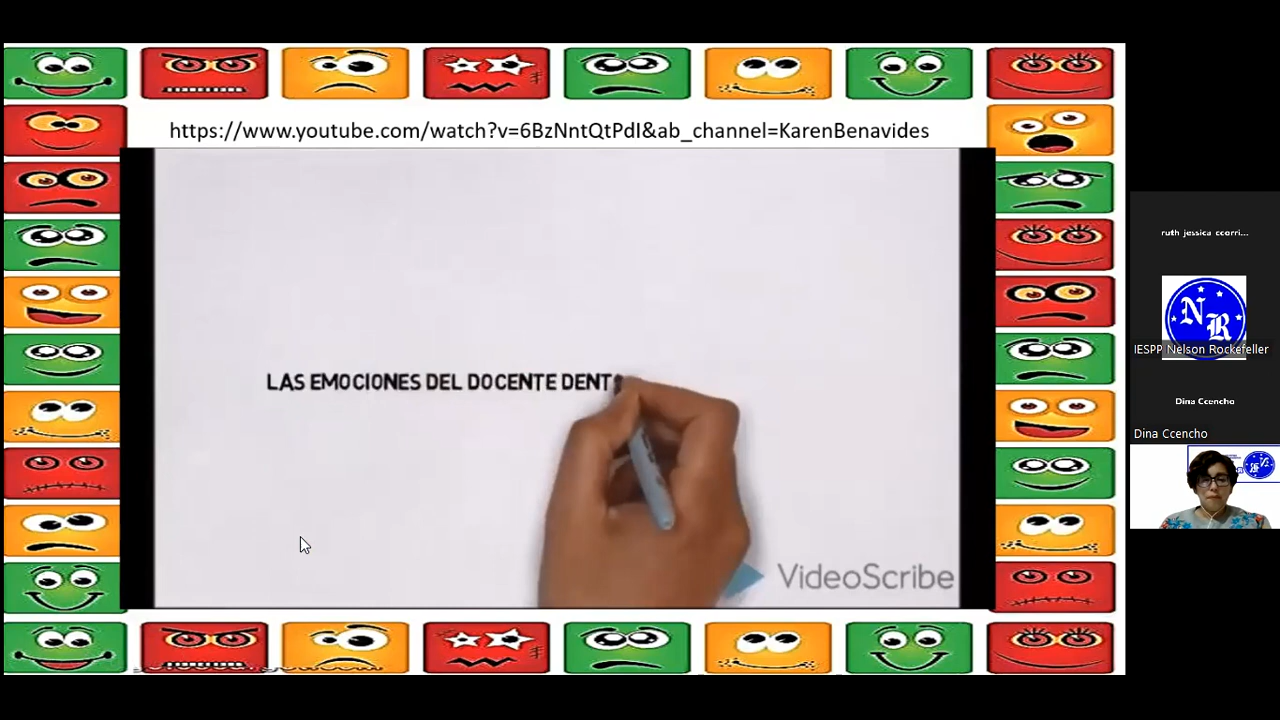 https://www.youtube.com/watch?v=6BzNntQtPdI&ab_channel=KarenBenavides
LAS EMOCIONES DEL DOCENTE DENT
VideoScribe
ruth jessica ccorri...
NR
IESPP Nelson Rockefeller
Dina Ccencho
Dina Ccencho